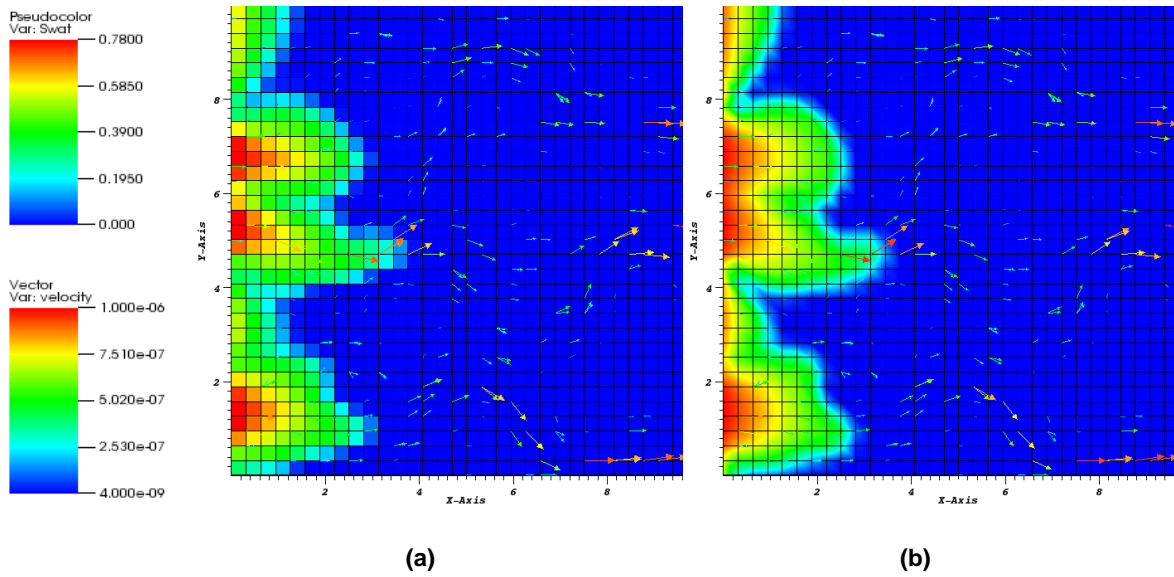 Pseudocolor
Var: Swat
0.7800
0.5850
0.3900
0.1950
0.000
Vector
Var: velocity
1.000e-06
7.510e-07
5.020e-07
2.530e-07
4.000e-09
Y-Axis
8
6
4
2
2 4 6 8
X-Axis
(a)
Y-Axis
8
6
4
2
2 4 6 8
X-Axis
(b)